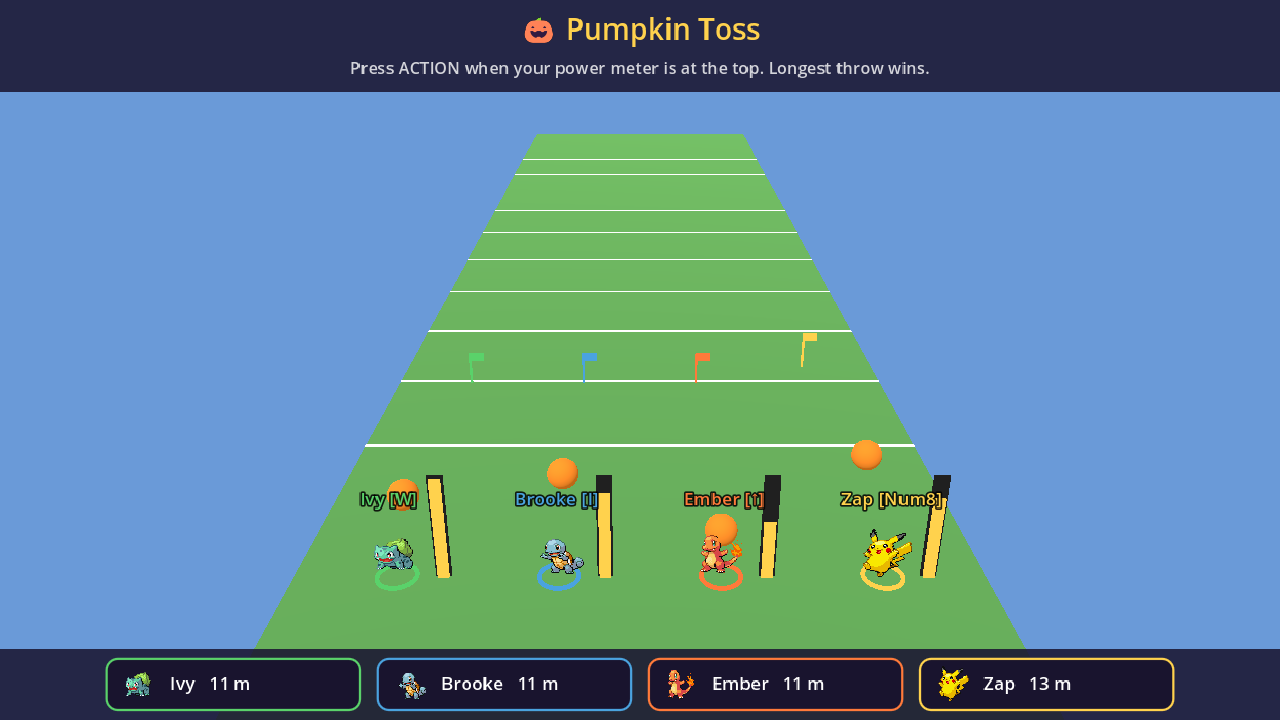 Pumpkin Toss
Press ACTION when your power meter is at the top. Longest throw wins.
Ivy [W]
Brooke [I]
Ember [↑]
Zap [Num8]
Ivy 11 m
Brooke 11 m
Ember 11 m
Zap 13 m